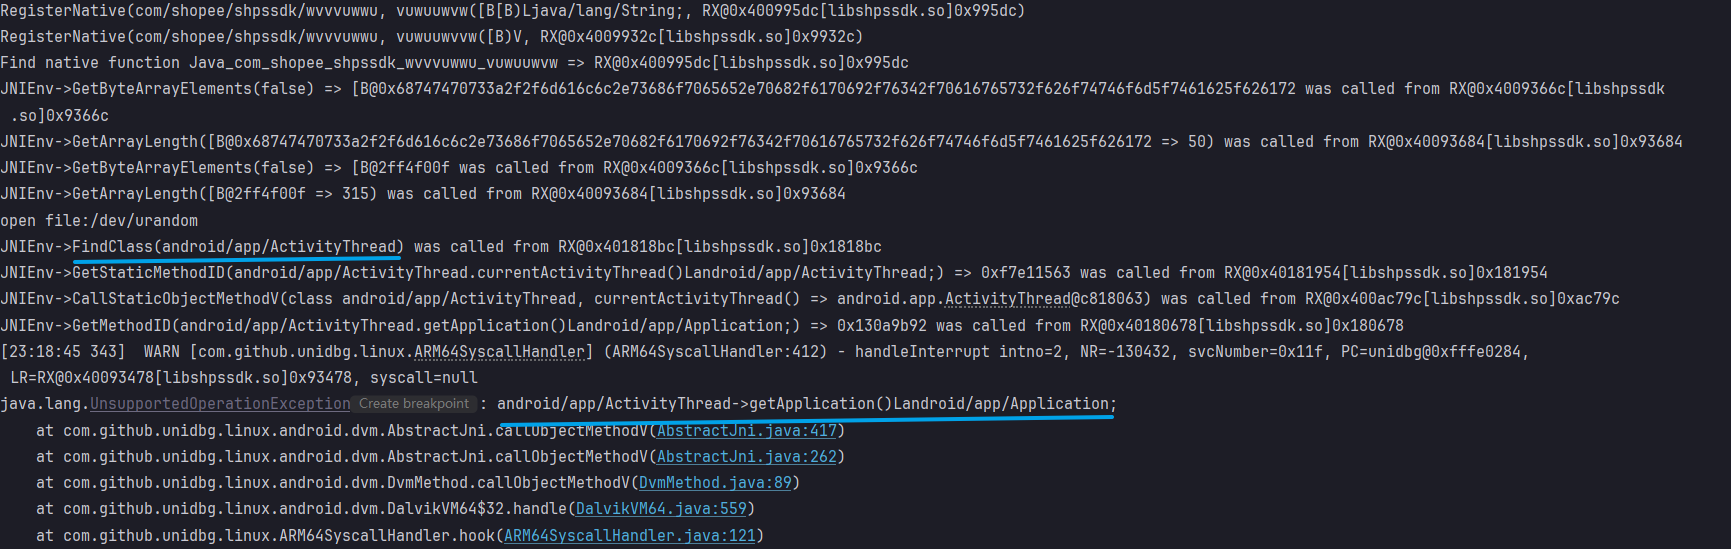 RegisterNative(com/shopee/shpssdk/wvvvuwwu, vuwuuwvw([B[B)Ljava/lang/String;, RX@0x400995dc[libshpssdk.so]0x995dc)
RegisterNative(com/shopee/shpssdk/wvvvuwwu, vuwuuwvvw([B)V, RX@0x4009932c[libshpssdk.so]0x9932c)
Find native function Java_com_shopee_shpssdk_wvvvuwwu_vuwuuwvw => RX@0x400995dc[libshpssdk.so]0x995dc
JNIEnv->GetByteArrayElements(false) => [B@0x68747470733a2f2f6d616c6c2e73686f7065652e70682f6170692f76342f70616765732f626f74746f6d5f7461625f626172 was called from RX@0x4009366c[libshpssdk
.so]0x9366c
JNIEnv->GetArrayLength([B@0x68747470733a2f2f6d616c6c2e73686f7065652e70682f6170692f76342f70616765732f626f74746f6d5f7461625f626172 => 50) was called from RX@0x40093684[libshpssdk.so]0x93684
JNIEnv->GetByteArrayElements(false) => [B@2ff4f00f was called from RX@0x4009366c[libshpssdk.so]0x9366c
JNIEnv->GetArrayLength([B@2ff4f00f => 315) was called from RX@0x40093684[libshpssdk.so]0x93684
open file:/dev/urandom
JNIEnv->FindClass(android/app/ActivityThread) was called from RX@0x401818bc[libshpssdk.so]0x1818bc
JNIEnv->GetStaticMethodID(android/app/ActivityThread.currentActivityThread()Landroid/app/ActivityThread;) => 0xf7e11563 was called from RX@0x40181954[libshpssdk.so]0x181954
JNIEnv->CallStaticObjectMethodV(class android/app/ActivityThread, currentActivityThread() => android.app.ActivityThread@c818063) was called from RX@0x400ac79c[libshpssdk.so]0xac79c
JNIEnv->GetMethodID(android/app/ActivityThread.getApplication()Landroid/app/Application;) => 0x130a9b92 was called from RX@0x40180678[libshpssdk.so]0x180678
[23:18:45 343]  WARN [com.github.unidbg.linux.ARM64SyscallHandler] (ARM64SyscallHandler:412) - handleInterrupt intno=2, NR=-130432, svcNumber=0x11f, PC=unidbg@0xfffe0284,
LR=RX@0x40093478[libshpssdk.so]0x93478, syscall=null
java.lang.UnsupportedOperationException Create breakpoint : android/app/ActivityThread->getApplication()Landroid/app/Application;
at com.github.unidbg.linux.android.dvm.AbstractJni.callObjectMethodV(AbstractJni.java:417)
at com.github.unidbg.linux.android.dvm.AbstractJni.callObjectMethodV(AbstractJni.java:262)
at com.github.unidbg.linux.android.dvm.DvmMethod.callObjectMethodV(DvmMethod.java:89)
at com.github.unidbg.linux.android.dvm.DalvikVM64$32.handle(DalvikVM64.java:559)
at com.github.unidbg.linux.ARM64SyscallHandler.hook(ARM64SyscallHandler.java:121)